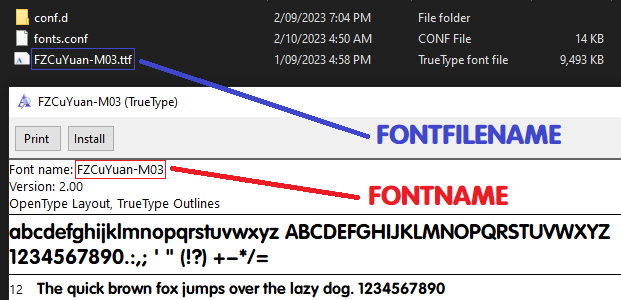 conf.d 2/09/2023 7:04 PM File folder
fonts.conf 2/10/2023 4:50 AM CONF File 14 KB
FZCuYuan-M03.ttf 1/09/2023 4:58 PM TrueType font file 9,493 KB
FZCuYuan-M03 (TrueType)
FONTFILENAME
Print Install
Font name: FZCuYuan-M03
FONTNAME
Version: 2.00
OpenType Layout, TrueType Outlines
abcdefghijklmnopqrstuvwxyz ABCDEFGHIJKLMNOPQRSTUVWXYZ
1234567890.:,; ' " (!?) +-*/=
12 The quick brown fox jumps over the lazy dog. 1234567890